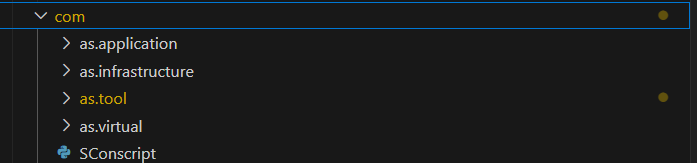 com
as.application
as.infrastructure
as.tool
as.virtual
SConscript